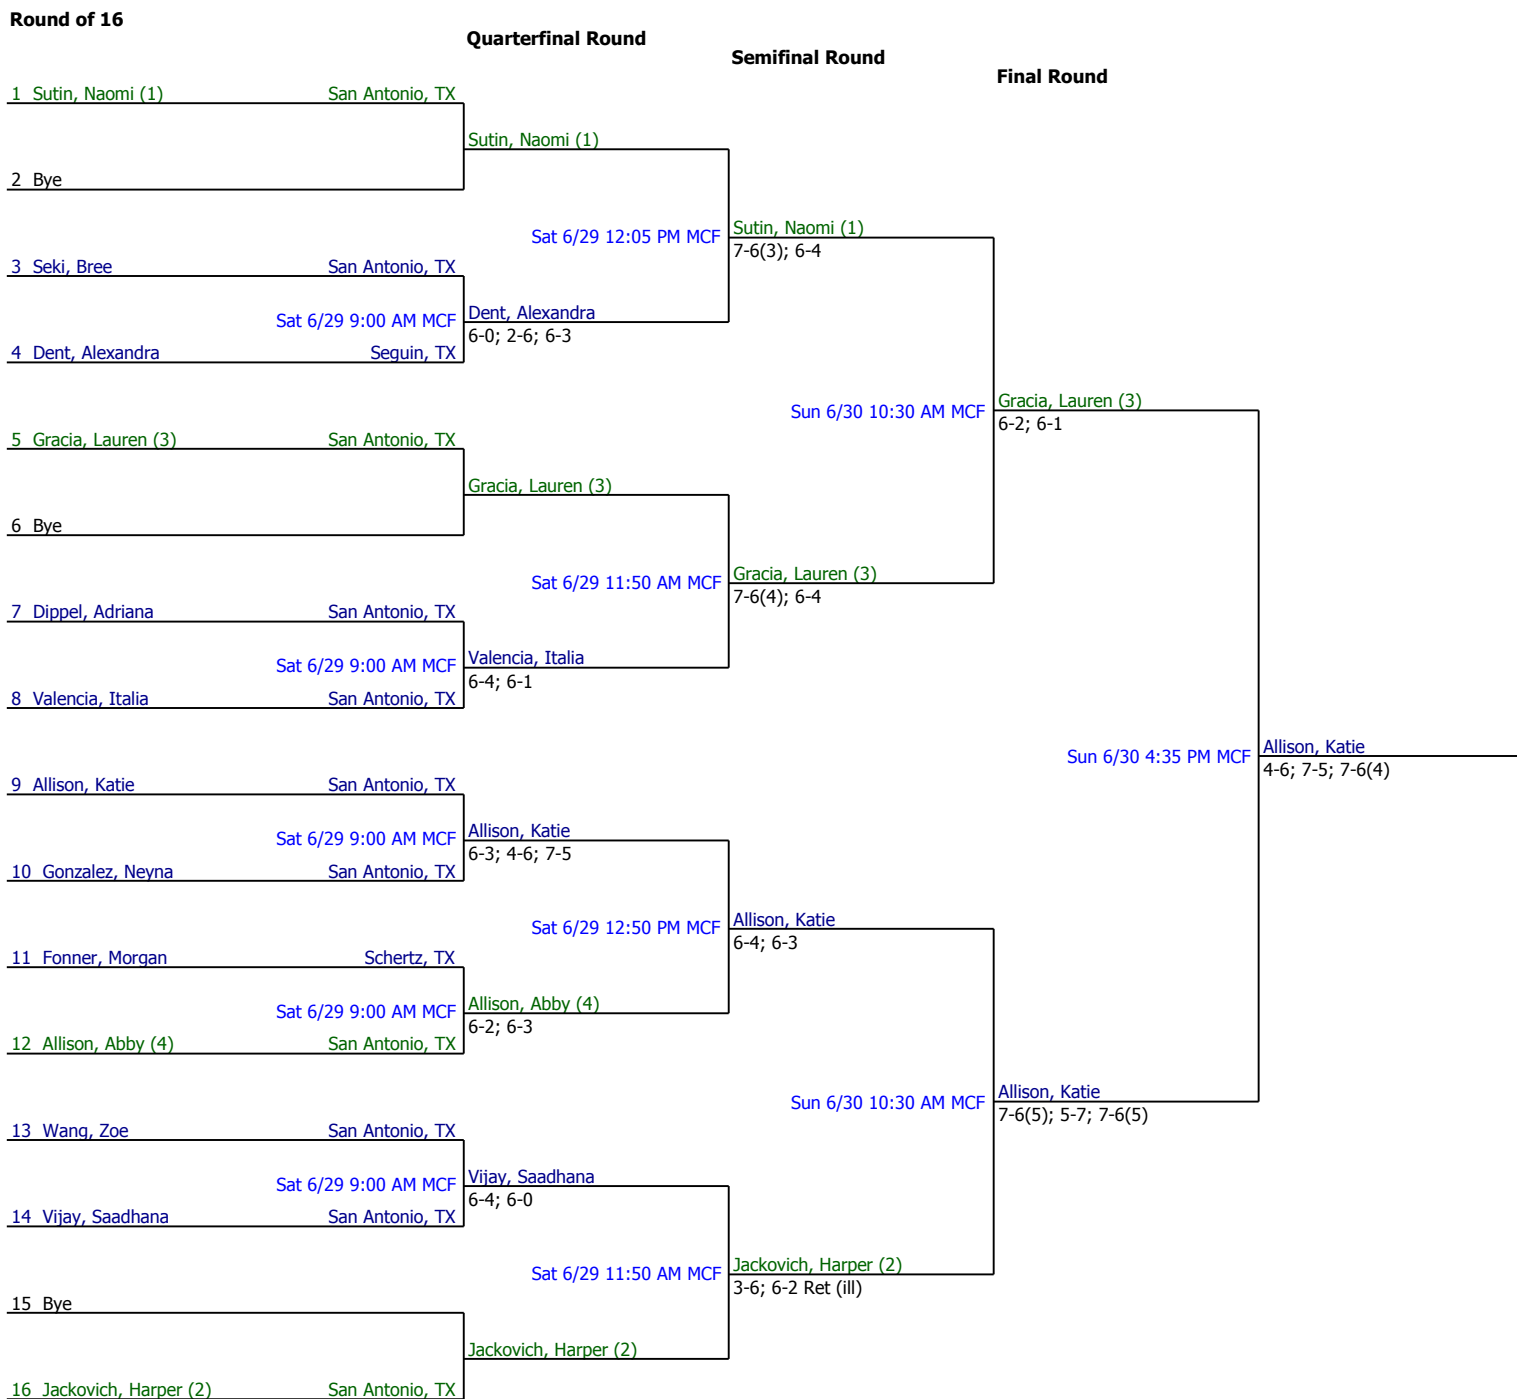 Round of 16
Quarterfinal Round
Semifinal Round
Final Round
1 Sutin, Naomi (1) San Antonio, TX
Sutin, Naomi (1)
2 Bye
Sat 6/29 12:05 PM MCF Sutin, Naomi (1)
7-6(3); 6-4
3 Seki, Bree San Antonio, TX
Sat 6/29 9:00 AM MCF Dent, Alexandra
6-0; 2-6; 6-3
4 Dent, Alexandra Seguin, TX
Sun 6/30 10:30 AM MCF Gracia, Lauren (3)
6-2; 6-1
5 Gracia, Lauren (3) San Antonio, TX
Gracia, Lauren (3)
6 Bye
Sat 6/29 11:50 AM MCF Gracia, Lauren (3)
7-6(4); 6-4
7 Dippel, Adriana San Antonio, TX
Sat 6/29 9:00 AM MCF Valencia, Italia
6-4; 6-1
8 Valencia, Italia San Antonio, TX
Sun 6/30 4:35 PM MCF Allison, Katie
4-6; 7-5; 7-6(4)
9 Allison, Katie San Antonio, TX
Sat 6/29 9:00 AM MCF Allison, Katie
6-3; 4-6; 7-5
10 Gonzalez, Neyna San Antonio, TX
Sat 6/29 12:50 PM MCF Allison, Katie
6-4; 6-3
11 Fonner, Morgan Schertz, TX
Sat 6/29 9:00 AM MCF Allison, Abby (4)
6-2; 6-3
12 Allison, Abby (4) San Antonio, TX
Sun 6/30 10:30 AM MCF Allison, Katie
7-6(5); 5-7; 7-6(5)
13 Wang, Zoe San Antonio, TX
Sat 6/29 9:00 AM MCF Vijay, Saadhana
6-4; 6-0
14 Vijay, Saadhana San Antonio, TX
Sat 6/29 11:50 AM MCF Jackovich, Harper (2)
3-6; 6-2 Ret (ill)
15 Bye
Jackovich, Harper (2)
16 Jackovich, Harper (2) San Antonio, TX